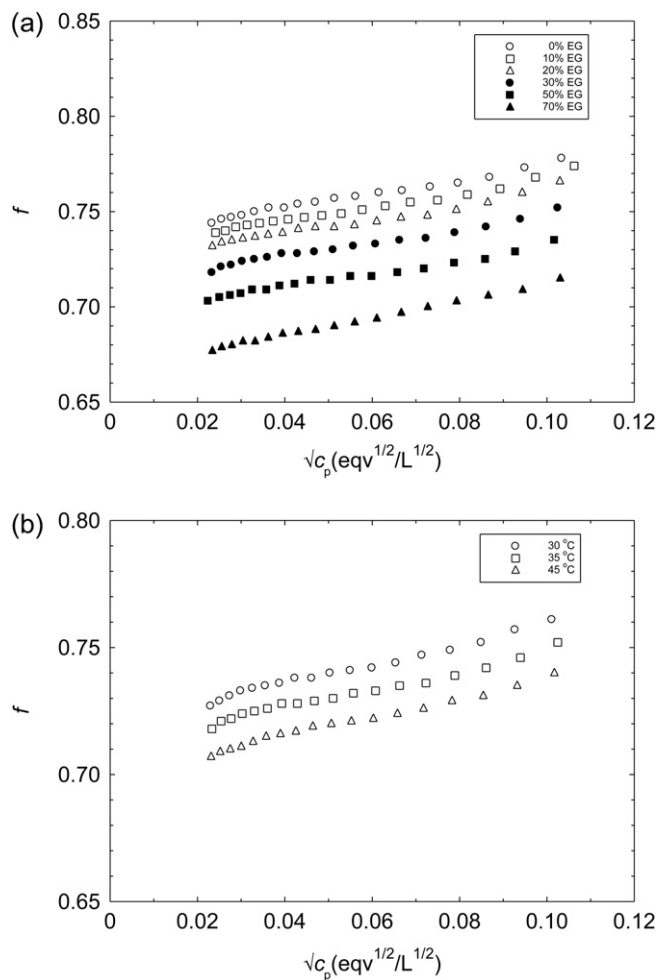 (a)
0.85
0.80
0.75
0.70
0.65
f
0% EG
10% EG
20% EG
30% EG
50% EG
70% EG
0 0.02 0.04 0.06 0.08 0.10 0.12
√cp(eqv1/2/L1/2)
(b)
0.80
0.75
0.70
0.65
f
30 °C
35 °C
45 °C
0 0.02 0.04 0.06 0.08 0.10 0.12
√cp(eqv1/2/L1/2)